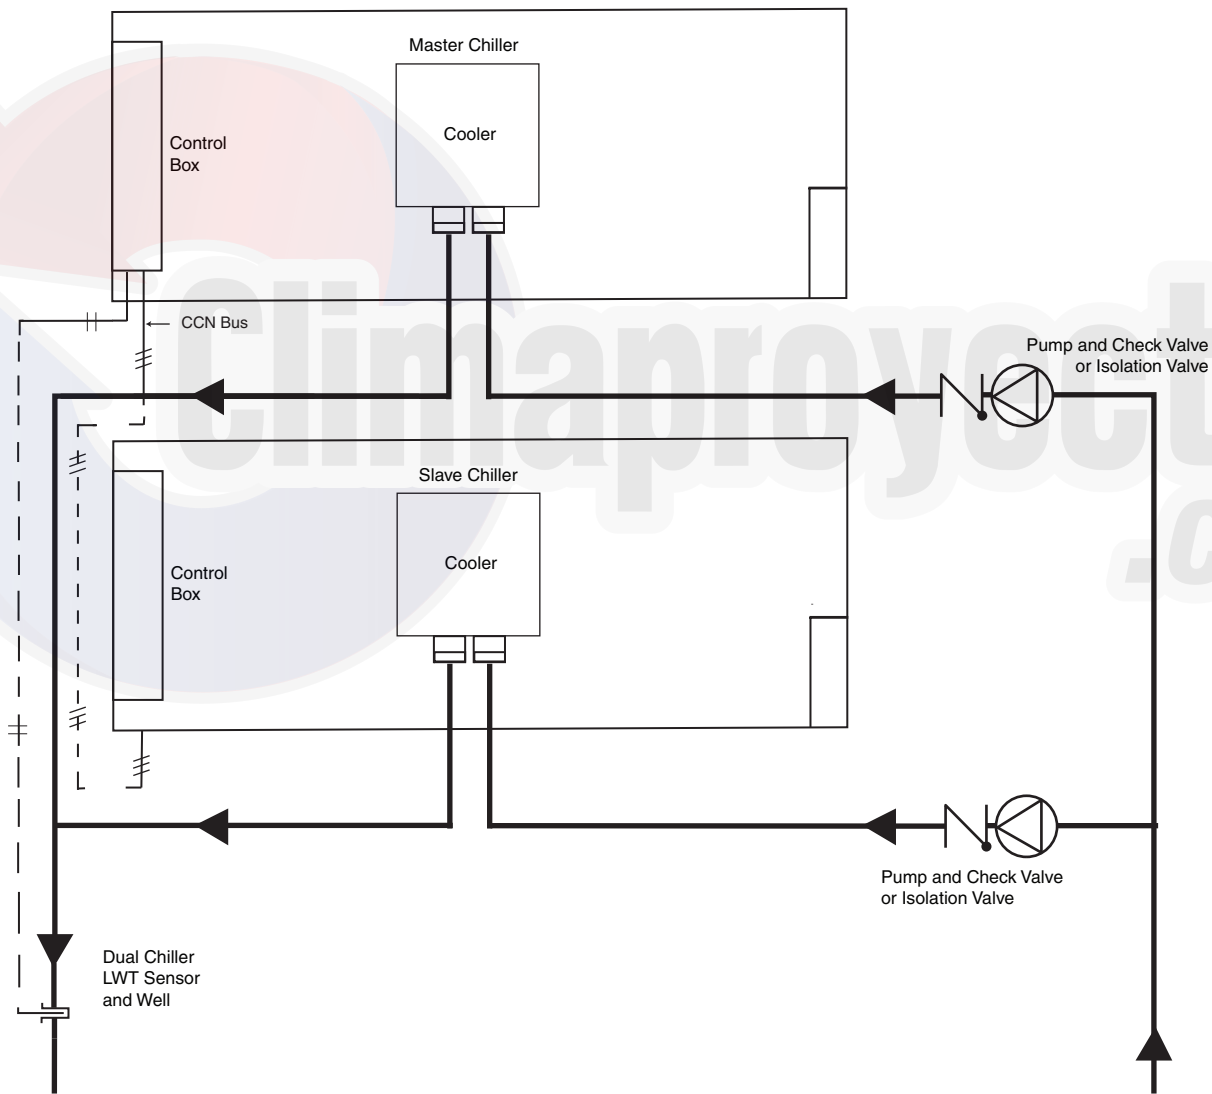 Master Chiller
Cooler
Control
Box
CCN Bus
Pump and Check Valve
or Isolation Valve
Slave Chiller
Cooler
Control
Box
Pump and Check Valve
or Isolation Valve
Dual Chiller
LWT Sensor
and Well
Climaproyect
.c